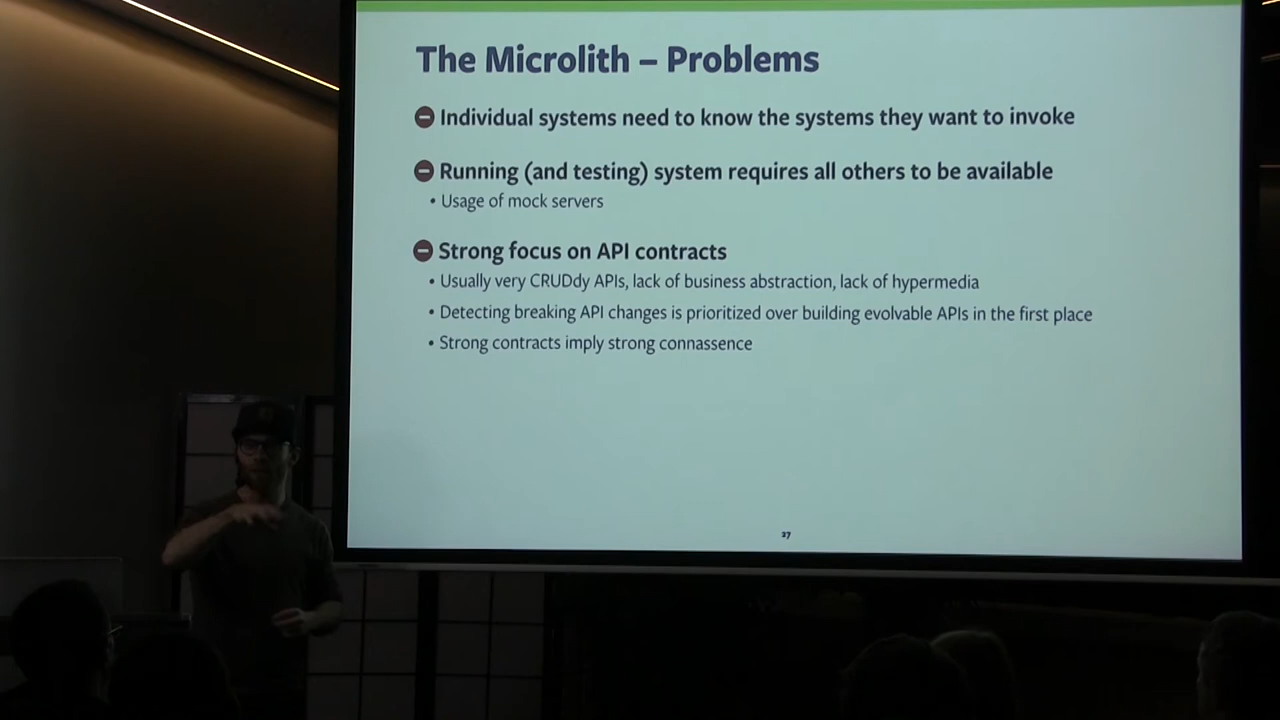 The Microlith – Problems
Individual systems need to know the systems they want to invoke
Running (and testing) system requires all others to be available
• Usage of mock servers
Strong focus on API contracts
• Usually very CRUDdy APIs, lack of business abstraction, lack of hypermedia
• Detecting breaking API changes is prioritized over building evolvable APIs in the first place
• Strong contracts imply strong connassence
27